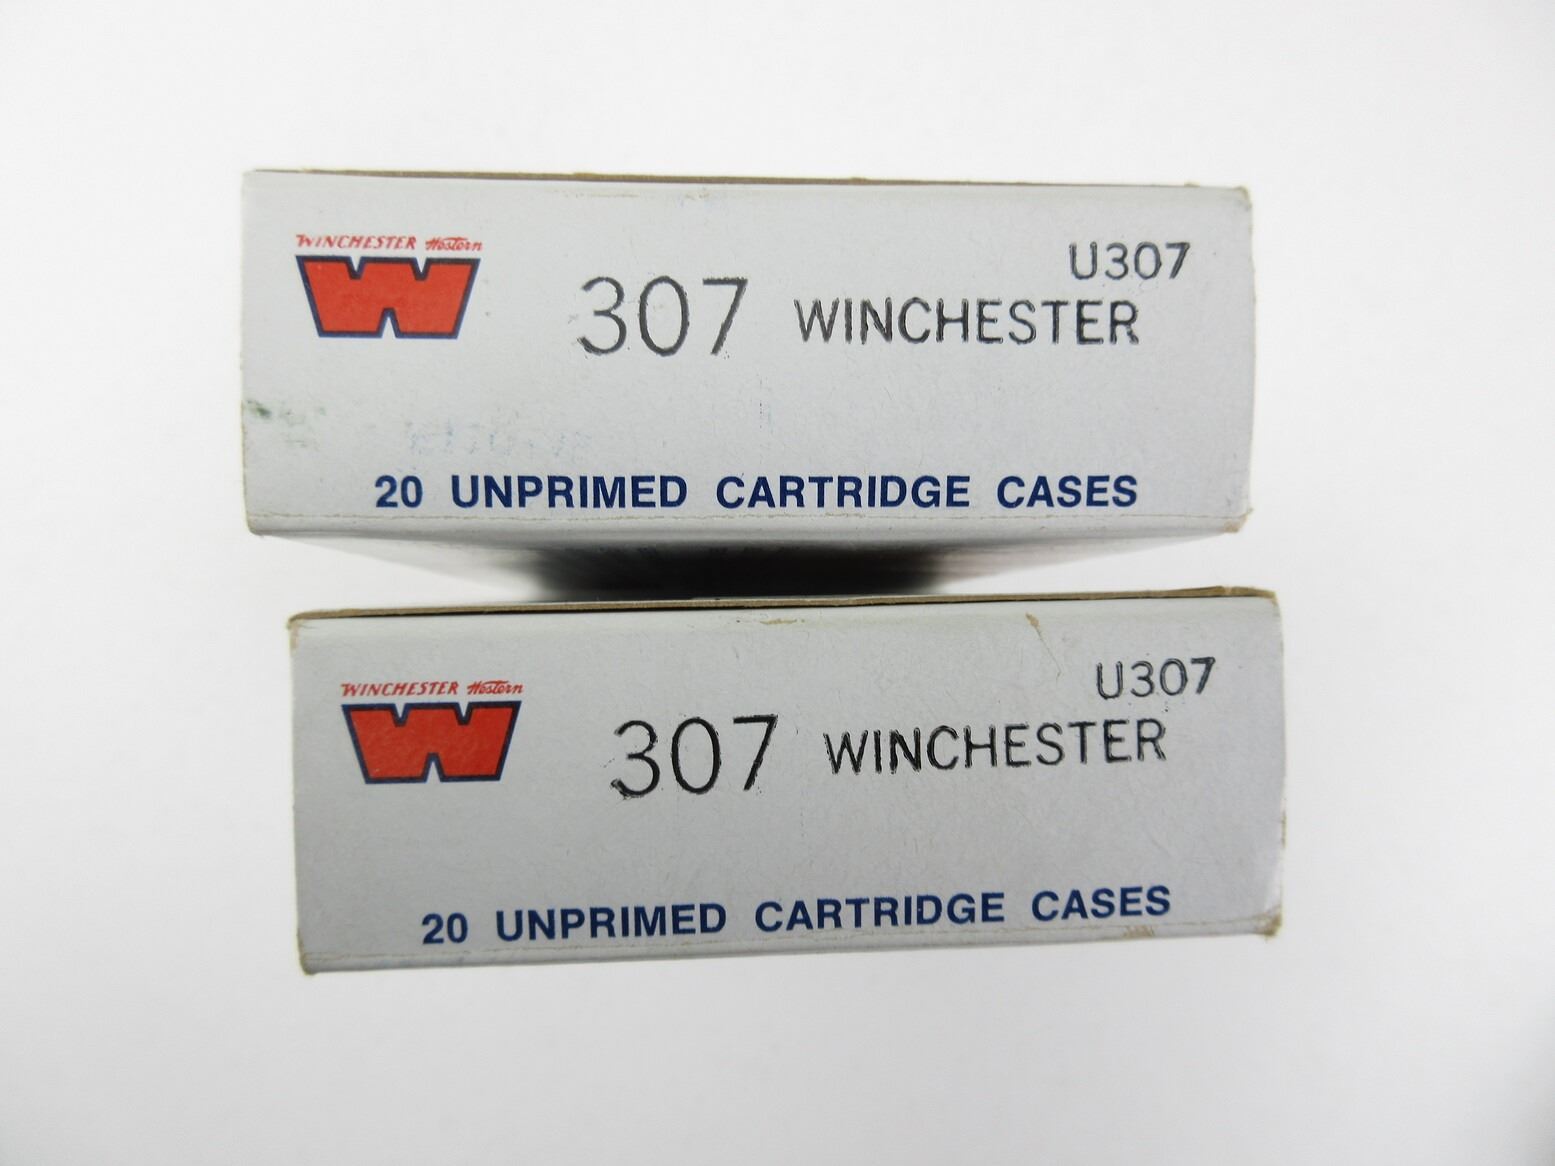 WINCHESTER Western
U307
307 WINCHESTER
20 UNPRIMED CARTRIDGE CASES
WINCHESTER Western
U307
307 WINCHESTER
20 UNPRIMED CARTRIDGE CASES